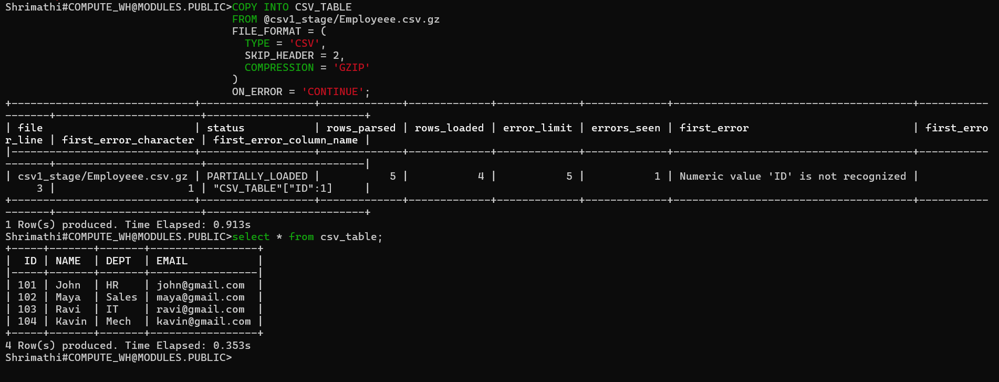 Shrimathi#COMPUTE_WH@MODULES.PUBLIC>COPY INTO CSV_TABLE
                                    FROM @csv1_stage/Employeee.csv.gz
                                    FILE_FORMAT = (
                                      TYPE = 'CSV',
                                      SKIP_HEADER = 2,
                                      COMPRESSION = 'GZIP'
                                    )
                                    ON_ERROR = 'CONTINUE';
+-----------------------------+------------------+-------------+-------------+-------------+-------------+--------------------------------------+-----------
-------+-----------------------+-------------------------+
| file                        | status           | rows_parsed | rows_loaded | error_limit | errors_seen | first_error                          | first_erro
r_line | first_error_character | first_error_column_name |
|-----------------------------+------------------+-------------+-------------+-------------+-------------+--------------------------------------+-----------
-------+-----------------------+-------------------------|
| csv1_stage/Employeee.csv.gz | PARTIALLY_LOADED |           5 |           4 |           5 |           1 | Numeric value 'ID' is not recognized |
     3 |                     1 | "CSV_TABLE"["ID":1]     |
+-----------------------------+------------------+-------------+-------------+-------------+-------------+--------------------------------------+-----------
-------+-----------------------+-------------------------+
1 Row(s) produced. Time Elapsed: 0.913s
Shrimathi#COMPUTE_WH@MODULES.PUBLIC>select * from csv_table;
+-----+-------+-------+-----------------+
|  ID | NAME  | DEPT  | EMAIL           |
|-----+-------+-------+-----------------|
| 101 | John  | HR    | john@gmail.com  |
| 102 | Maya  | Sales | maya@gmail.com  |
| 103 | Ravi  | IT    | ravi@gmail.com  |
| 104 | Kavin | Mech  | kavin@gmail.com |
+-----+-------+-------+-----------------+
4 Row(s) produced. Time Elapsed: 0.353s
Shrimathi#COMPUTE_WH@MODULES.PUBLIC>